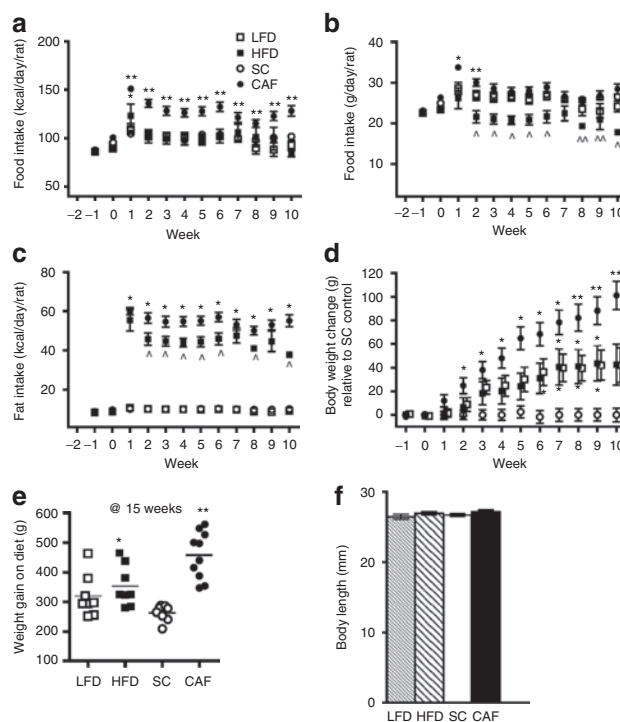 a
Food intake (kcal/day/rat)
200
150
100
50
LFD
HFD
SC
CAF
** ** ** ** ** ** ** ** ** **
*
−2 −1 0 1 2 3 4 5 6 7 8 9 10
Week
b
Food intake (g/day/rat)
40
30
20
10
* **
^ ^ ^ ^ ^ ^^ ^^ ^
−2 −1 0 1 2 3 4 5 6 7 8 9 10
Week
c
Fat intake (kcal/day/rat)
80
60
40
20
* * * * * * * * * *
^ ^ ^ ^ ^ ^
−2 −1 0 1 2 3 4 5 6 7 8 9 10
Week
d
Body weight change (g)
relative to SC control
120
100
80
60
40
20
0
* * * * * * ** ** **
* * * *
−1 0 1 2 3 4 5 6 7 8 9 10
Week
e
Weight gain on diet (g)
600
500
400
300
200
100
@ 15 weeks
* **
LFD HFD SC CAF
f
Body length (mm)
30
20
10
0
LFD HFD SC CAF